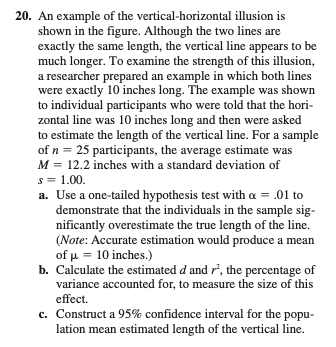 20. An example of the vertical-horizontal illusion is
shown in the figure. Although the two lines are
exactly the same length, the vertical line appears to be
much longer. To examine the strength of this illusion,
a researcher prepared an example in which both lines
were exactly 10 inches long. The example was shown
to individual participants who were told that the hori-
zontal line was 10 inches long and then were asked
to estimate the length of the vertical line. For a sample
of n = 25 participants, the average estimate was
M = 12.2 inches with a standard deviation of
s = 1.00.
a. Use a one-tailed hypothesis test with α = .01 to
demonstrate that the individuals in the sample sig-
nificantly overestimate the true length of the line.
(Note: Accurate estimation would produce a mean
of μ = 10 inches.)
b. Calculate the estimated d and r², the percentage of
variance accounted for, to measure the size of this
effect.
c. Construct a 95% confidence interval for the popu-
lation mean estimated length of the vertical line.